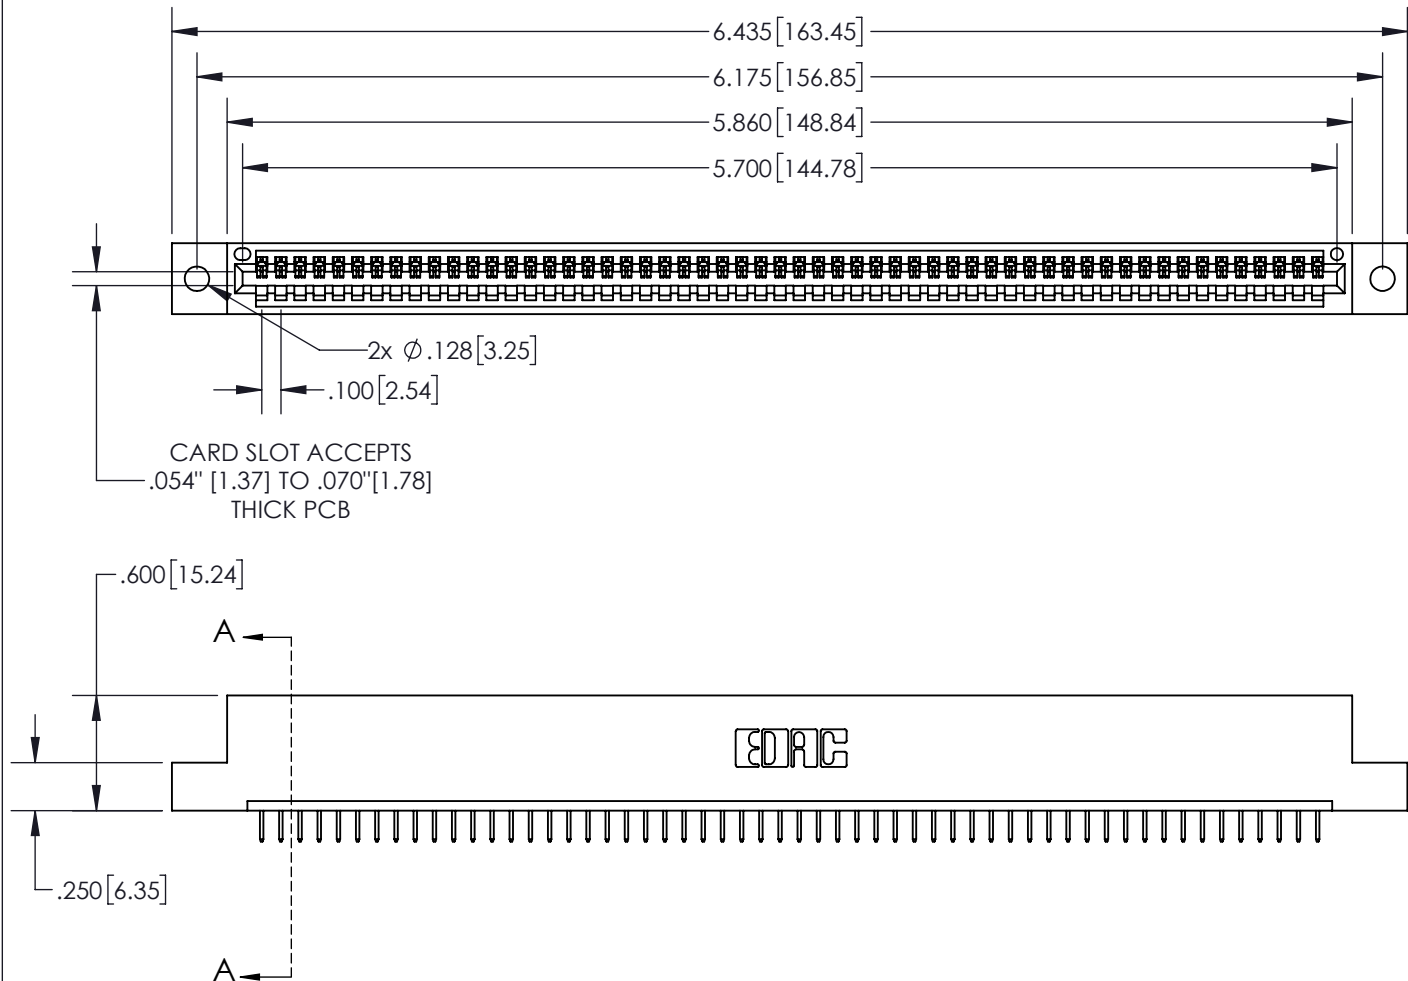 6.435[163.45]
6.175[156.85]
5.860[148.84]
5.700[144.78]
2x Ø.128[3.25]
.100[2.54]
CARD SLOT ACCEPTS
.054" [1.37] TO .070"[1.78]
THICK PCB
.600[15.24]
A
EDAC
.250[6.35]
A